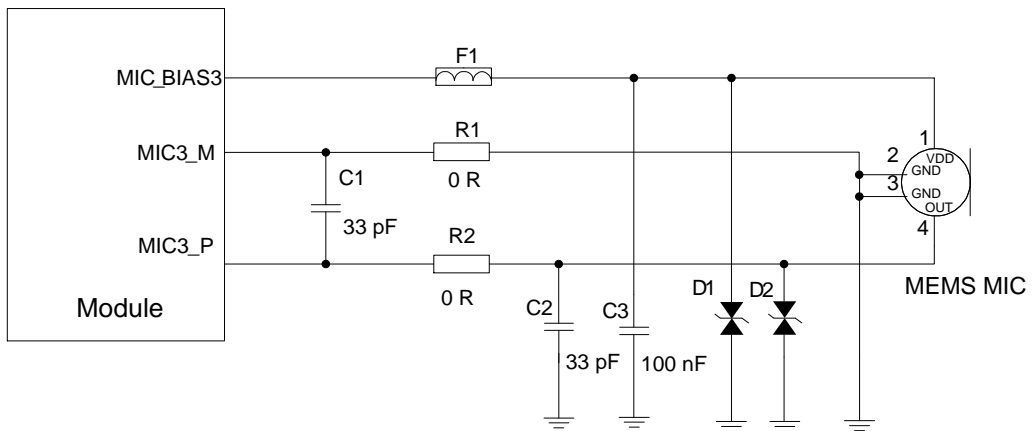 F1
MIC_BIAS3
R1
1
MIC3_M
2
VDD
GND
C1
0 R
3
GND
OUT
33 pF
4
MIC3_P
R2
MEMS MIC
Module
0 R
D1
D2
C2
C3
33 pF
100 nF